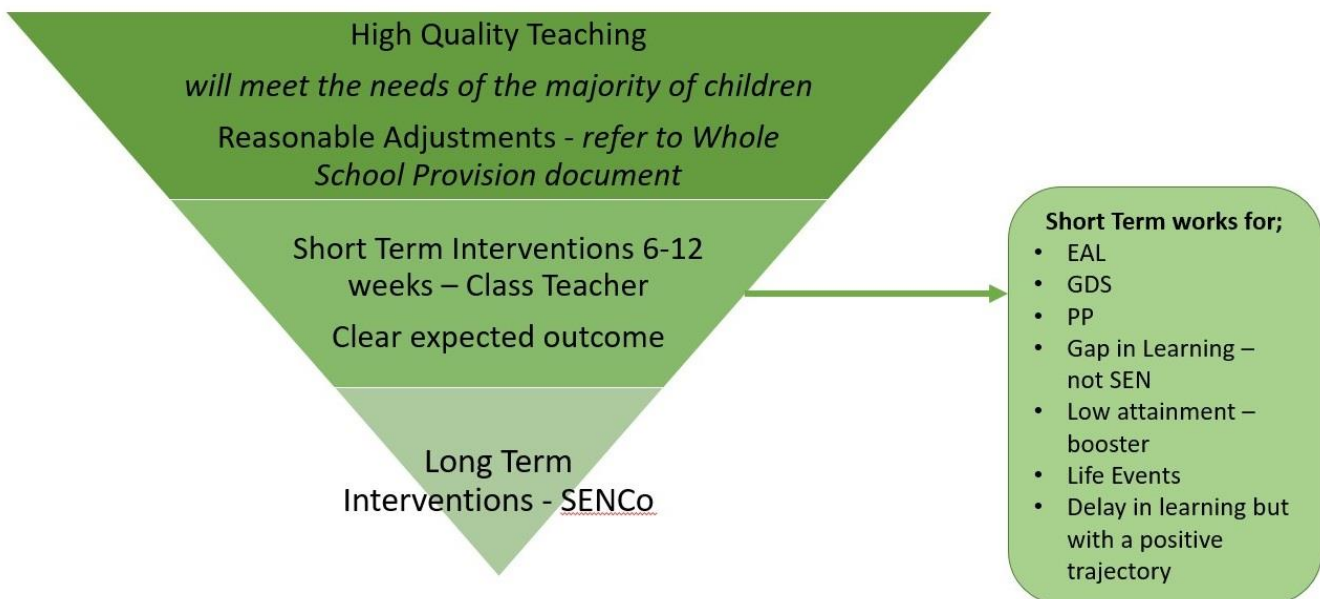 High Quality Teaching
will meet the needs of the majority of children
Reasonable Adjustments - refer to Whole
School Provision document
Short Term Interventions 6-12
weeks – Class Teacher
Clear expected outcome
Long Term
Interventions - SENCo
Short Term works for;
• EAL
• GDS
• PP
• Gap in Learning –
not SEN
• Low attainment –
booster
• Life Events
• Delay in learning but
with a positive
trajectory